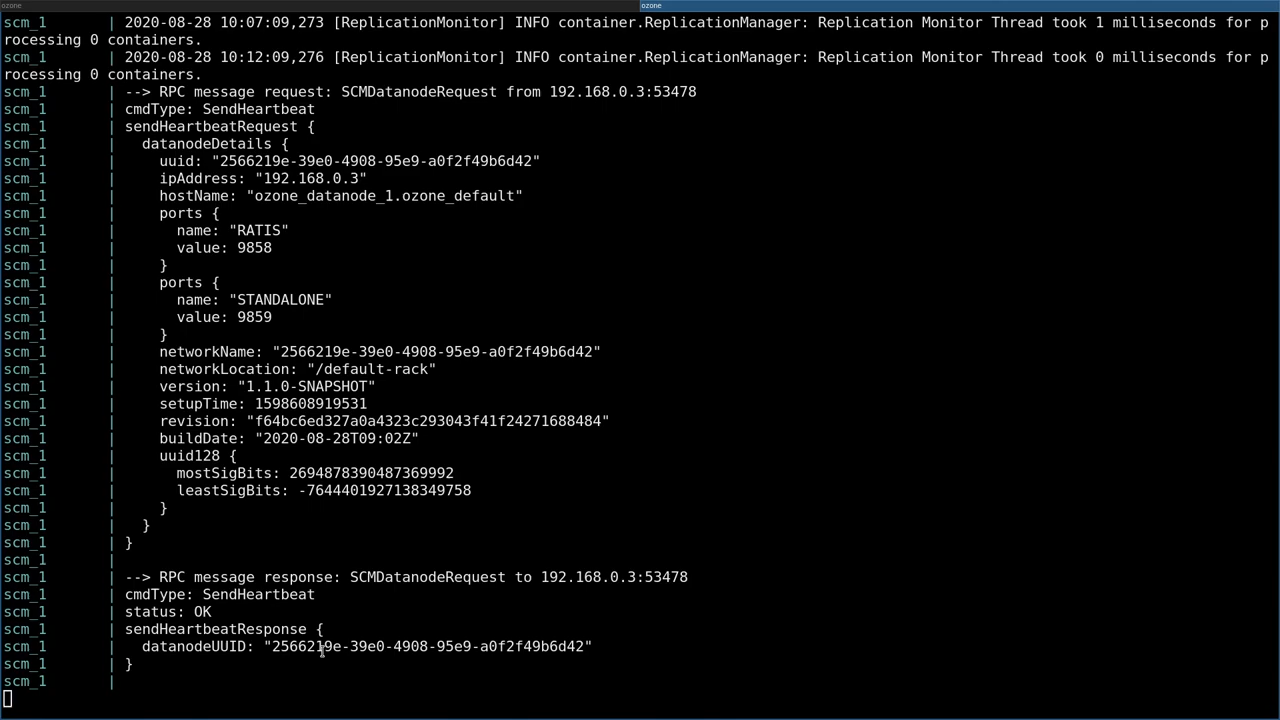 ozone ozone
scm_1 | 2020-08-28 10:07:09,273 [ReplicationMonitor] INFO container.ReplicationManager: Replication Monitor Thread took 1 milliseconds for p
rocessing 0 containers.
scm_1 | 2020-08-28 10:12:09,276 [ReplicationMonitor] INFO container.ReplicationManager: Replication Monitor Thread took 0 milliseconds for p
rocessing 0 containers.
scm_1 | --> RPC message request: SCMDatanodeRequest from 192.168.0.3:53478
scm_1 | cmdType: SendHeartbeat
scm_1 | sendHeartbeatRequest {
scm_1 |   datanodeDetails {
scm_1 |     uuid: "2566219e-39e0-4908-95e9-a0f2f49b6d42"
scm_1 |     ipAddress: "192.168.0.3"
scm_1 |     hostName: "ozone_datanode_1.ozone_default"
scm_1 |     ports {
scm_1 |       name: "RATIS"
scm_1 |       value: 9858
scm_1 |     }
scm_1 |     ports {
scm_1 |       name: "STANDALONE"
scm_1 |       value: 9859
scm_1 |     }
scm_1 |     networkName: "2566219e-39e0-4908-95e9-a0f2f49b6d42"
scm_1 |     networkLocation: "/default-rack"
scm_1 |     version: "1.1.0-SNAPSHOT"
scm_1 |     setupTime: 1598608919531
scm_1 |     revision: "f64bc6ed327a0a4323c293043f41f24271688484"
scm_1 |     buildDate: "2020-08-28T09:02Z"
scm_1 |     uuid128 {
scm_1 |       mostSigBits: 2694878390487369992
scm_1 |       leastSigBits: -7644401927138349758
scm_1 |     }
scm_1 |   }
scm_1 | }
scm_1 |
scm_1 | --> RPC message response: SCMDatanodeRequest to 192.168.0.3:53478
scm_1 | cmdType: SendHeartbeat
scm_1 | status: OK
scm_1 | sendHeartbeatResponse {
scm_1 |   datanodeUUID: "2566219e-39e0-4908-95e9-a0f2f49b6d42"
scm_1 | }
scm_1 |